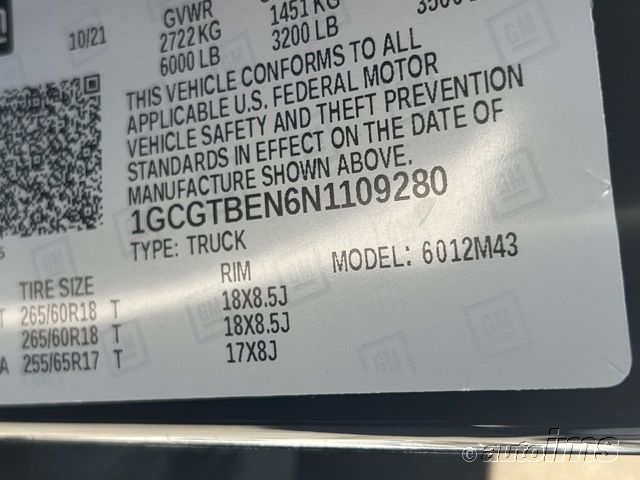 10/21 GVWR 1451 KG
2722 KG 3200 LB
6000 LB
THIS VEHICLE CONFORMS TO ALL
APPLICABLE U.S. FEDERAL MOTOR
VEHICLE SAFETY AND THEFT PREVENTION
STANDARDS IN EFFECT ON THE DATE OF
MANUFACTURE SHOWN ABOVE.
1GCGTBEN6N1109280
TYPE: TRUCK MODEL: 6012M43
TIRE SIZE RIM
T 265/60R18 T 18X8.5J
265/60R18 T 18X8.5J
A 255/65R17 T 17X8J
GM
© autoims